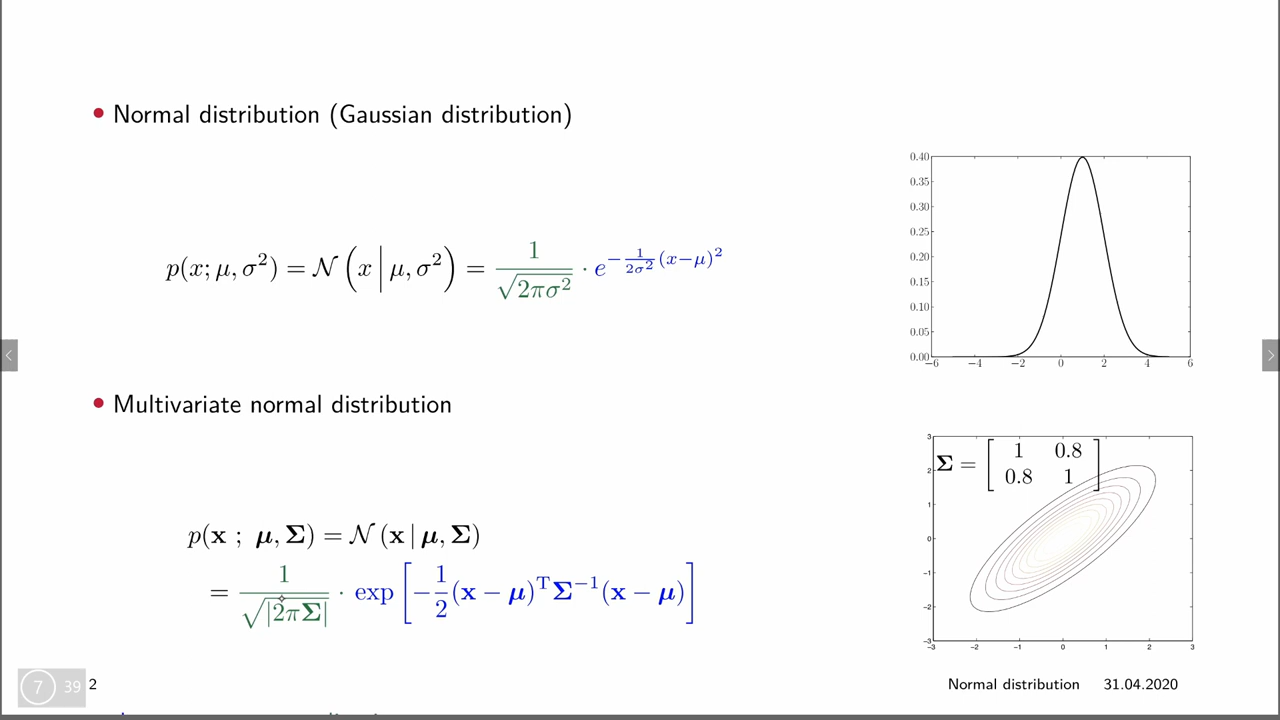 • Normal distribution (Gaussian distribution)
p(x; μ, σ²) = 𝒩 (x | μ, σ²) = 1/√(2πσ²) · e^(−1/(2σ²) (x−μ)²)
0.40
0.35
0.30
0.25
0.20
0.15
0.10
0.05
0.00
−6 −4 −2 0 2 4 6
• Multivariate normal distribution
p(x ; μ, Σ) = 𝒩 (x | μ, Σ)
= 1/√|2πΣ| · exp [−1/2 (x − μ)ᵀ Σ⁻¹ (x − μ)]
Σ = [ 1 0.8
0.8 1 ]
3
2
1
0
−1
−2
−3
−3 −2 −1 0 1 2 3
7 39 2
Normal distribution 31.04.2020